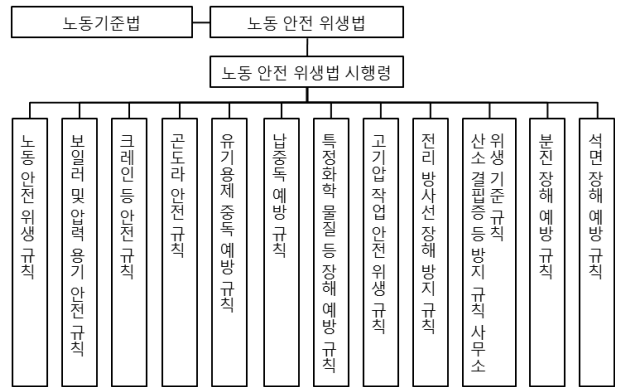 노동기준법
노동 안전 위생법
노동 안전 위생법 시행령
노동 안전 위생 규칙
보일러 및 압력 용기 안전 규칙
크레인 등 안전 규칙
곤도라 안전 규칙
유기용제 중독 예방 규칙
납중독 예방 규칙
특정화학 물질 등 장해 예방 규칙
고기압 작업 안전 위생 규칙
전리 방사선 장해 방지 규칙
위생 기준 규칙
산소 결핍증 등 방지 규칙 사무소
분진 장해 예방 규칙
석면 장해 예방 규칙